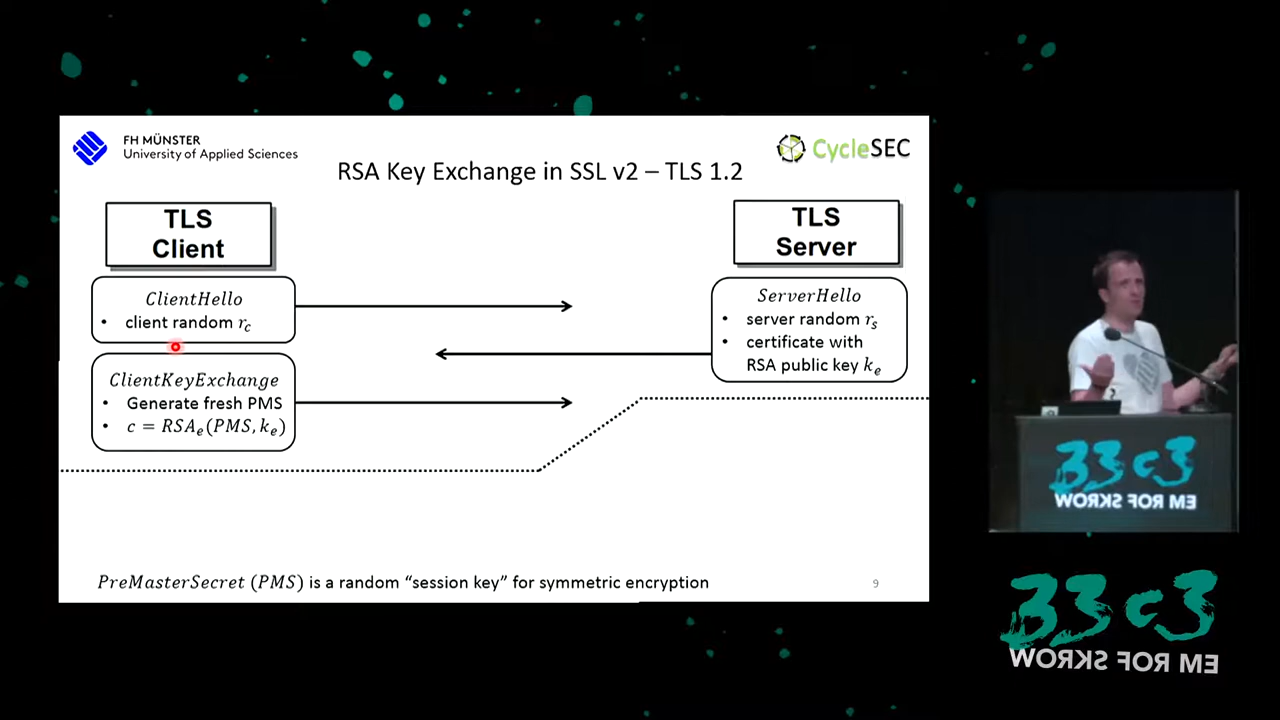 FH MÜNSTER
University of Applied Sciences
CycleSEC
RSA Key Exchange in SSL v2 – TLS 1.2
TLS
Client
TLS
Server
ClientHello
• client random r_c
ServerHello
• server random r_s
• certificate with
RSA public key k_e
ClientKeyExchange
• Generate fresh PMS
• c = RSA_e(PMS, k_e)
PreMasterSecret (PMS) is a random “session key” for symmetric encryption
9
33c3
WORKS FOR ME
33c3
WORKS FOR ME